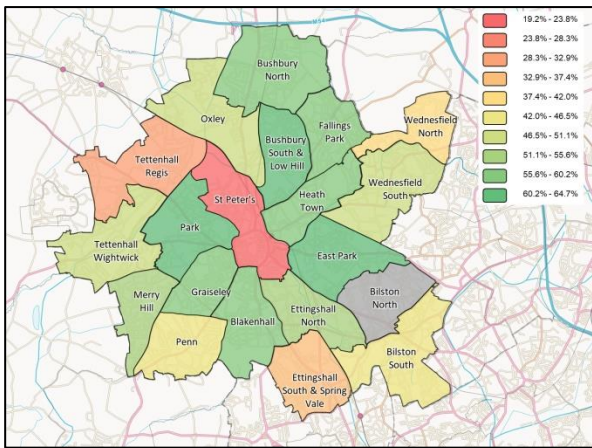 19.2% - 23.8%
23.8% - 28.3%
28.3% - 32.9%
32.9% - 37.4%
37.4% - 42.0%
42.0% - 46.5%
46.5% - 51.1%
51.1% - 55.6%
55.6% - 60.2%
60.2% - 64.7%
Bushbury
North
Oxley
Bushbury
South &
Low Hill
Fallings
Park
Wednesfield
North
Tettenhall
Regis
St Peter's
Heath
Town
Wednesfield
South
Park
Tettenhall
Wightwick
East Park
Merry
Hill
Graiseley
Blakenhall
Ettingshall
North
Bilston
North
Penn
Bilston
South
Ettingshall
South & Spring
Vale